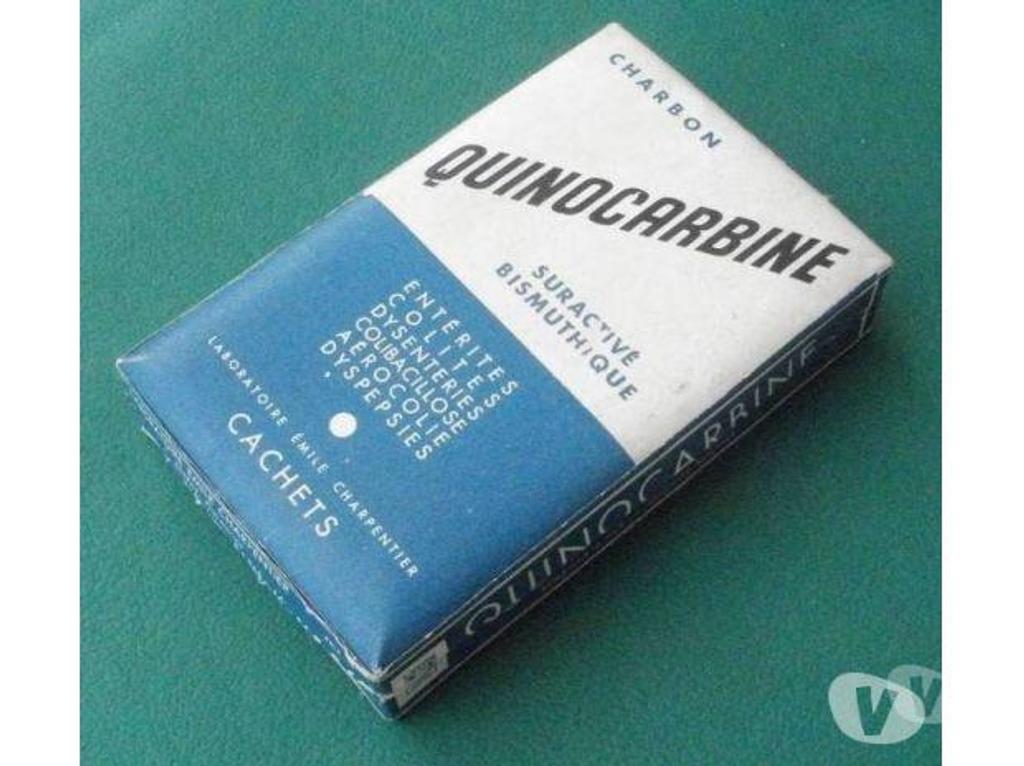 CHARBON
QUINOCARBINE
SURACTIVÉ
BISMUTHIQUE
ENTÉRITES
COLITES
DYSENTERIES
COLIBACILLOSE
AÉROCOLIE
DYSPEPSIES
LABORATOIRE ÉMILE CHARPENTIER
CACHETS
QUINOCARBINE
V V